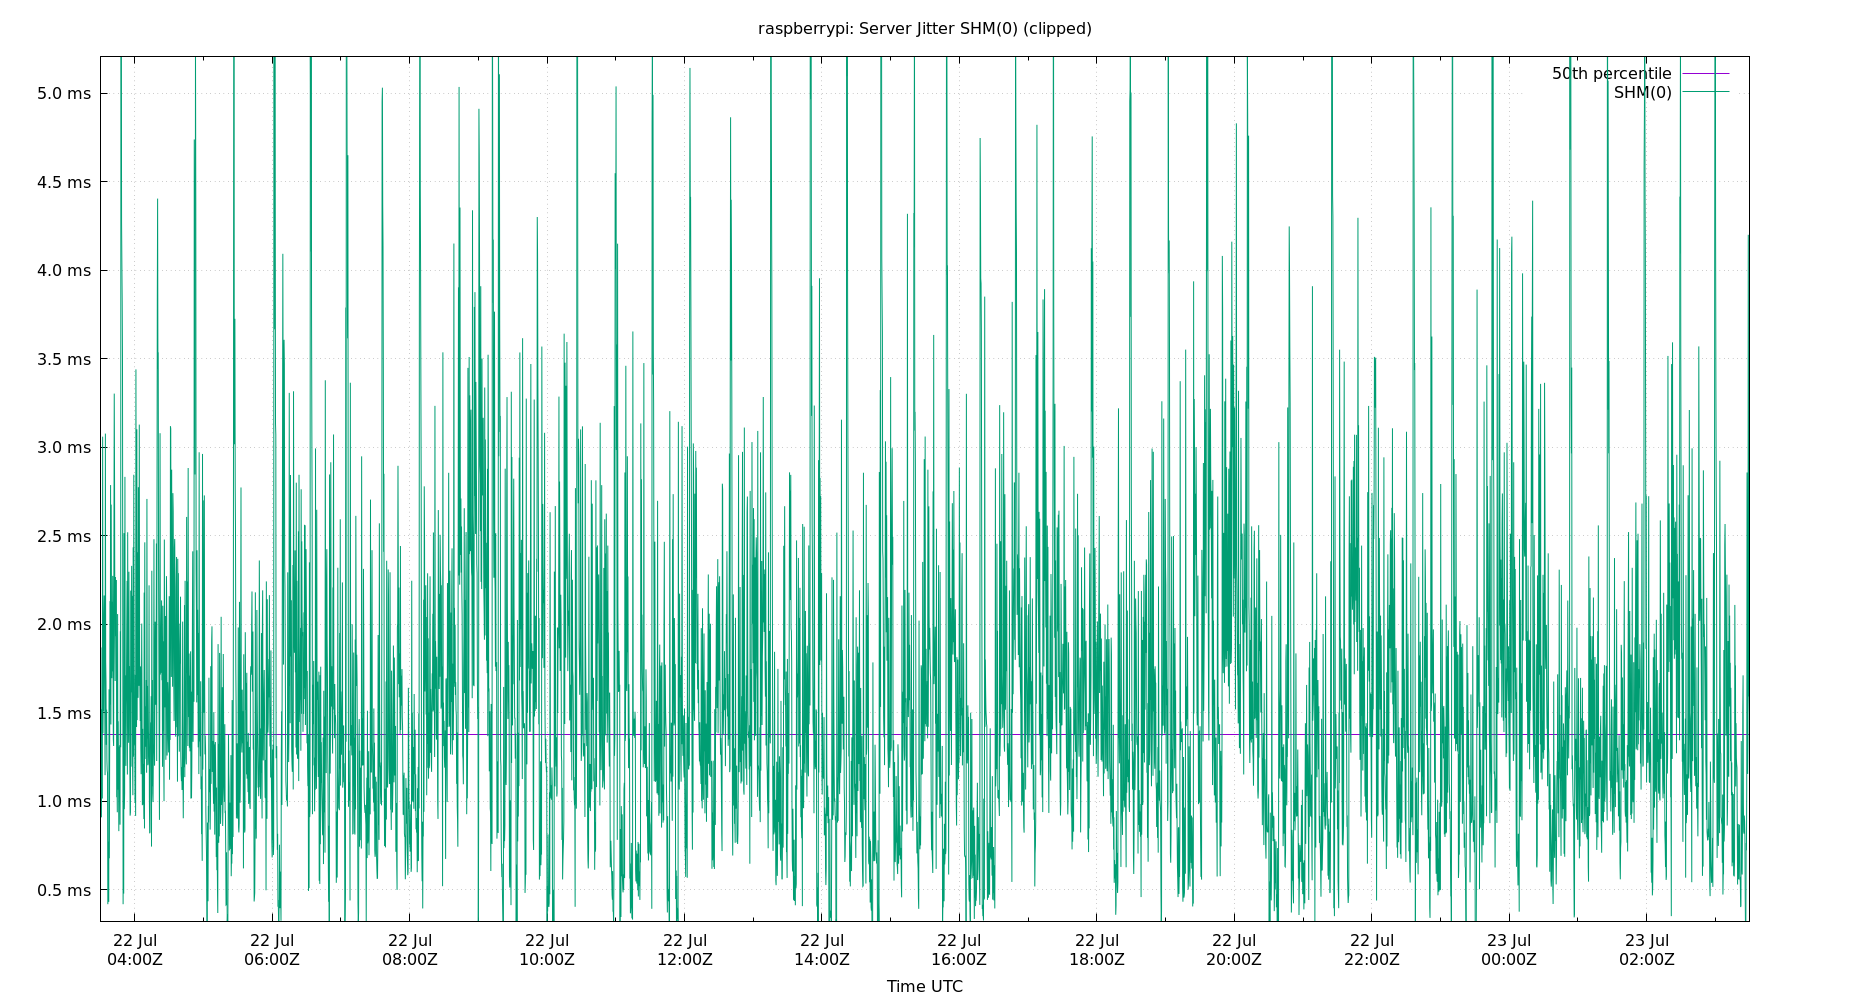 raspberrypi: Server Jitter SHM(0) (clipped)
50th percentile
SHM(0)
5.0 ms
4.5 ms
4.0 ms
3.5 ms
3.0 ms
2.5 ms
2.0 ms
1.5 ms
1.0 ms
0.5 ms
22 Jul 22 Jul 22 Jul 22 Jul 22 Jul 22 Jul 22 Jul 22 Jul 22 Jul 22 Jul 23 Jul 23 Jul
04:00Z 06:00Z 08:00Z 10:00Z 12:00Z 14:00Z 16:00Z 18:00Z 20:00Z 22:00Z 00:00Z 02:00Z
Time UTC